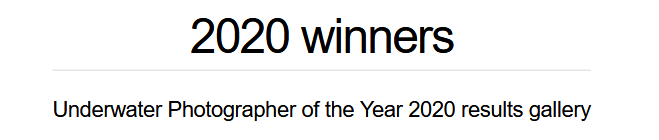 2020 winners
Underwater Photographer of the Year 2020 results gallery